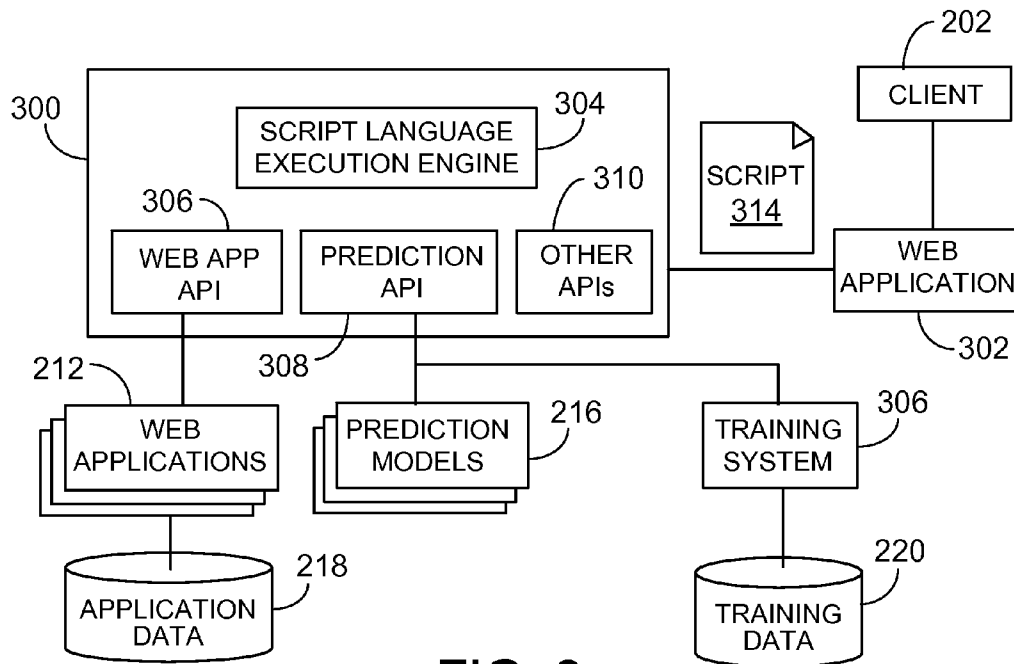 202
CLIENT
300
304
SCRIPT LANGUAGE
EXECUTION ENGINE
SCRIPT
314
306
310
WEB APP
API
PREDICTION
API
OTHER
APIs
WEB
APPLICATION
302
308
212
WEB
APPLICATIONS
PREDICTION
MODELS
216
TRAINING
SYSTEM
306
APPLICATION
DATA
218
TRAINING
DATA
220